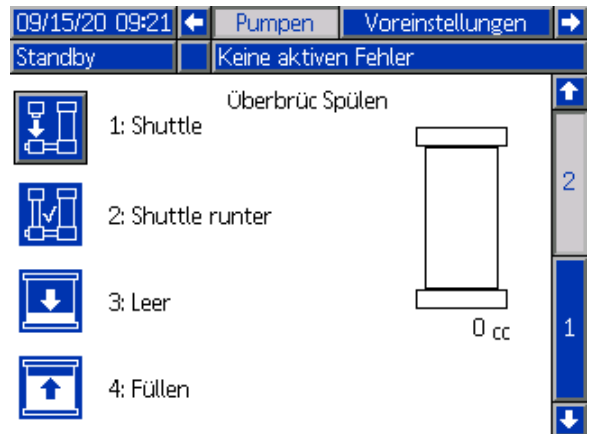 09/15/20 09:21 Pumpen Voreinstellungen
Standby Keine aktiven Fehler
Überbrüc Spülen
1: Shuttle
2
2: Shuttle runter
3: Leer
0 cc
1
4: Füllen